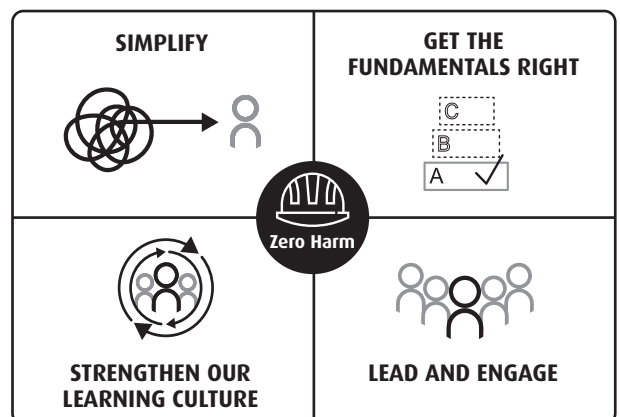 SIMPLIFY
GET THE
FUNDAMENTALS RIGHT
C
B
A
Zero Harm
STRENGTHEN OUR
LEARNING CULTURE
LEAD AND ENGAGE